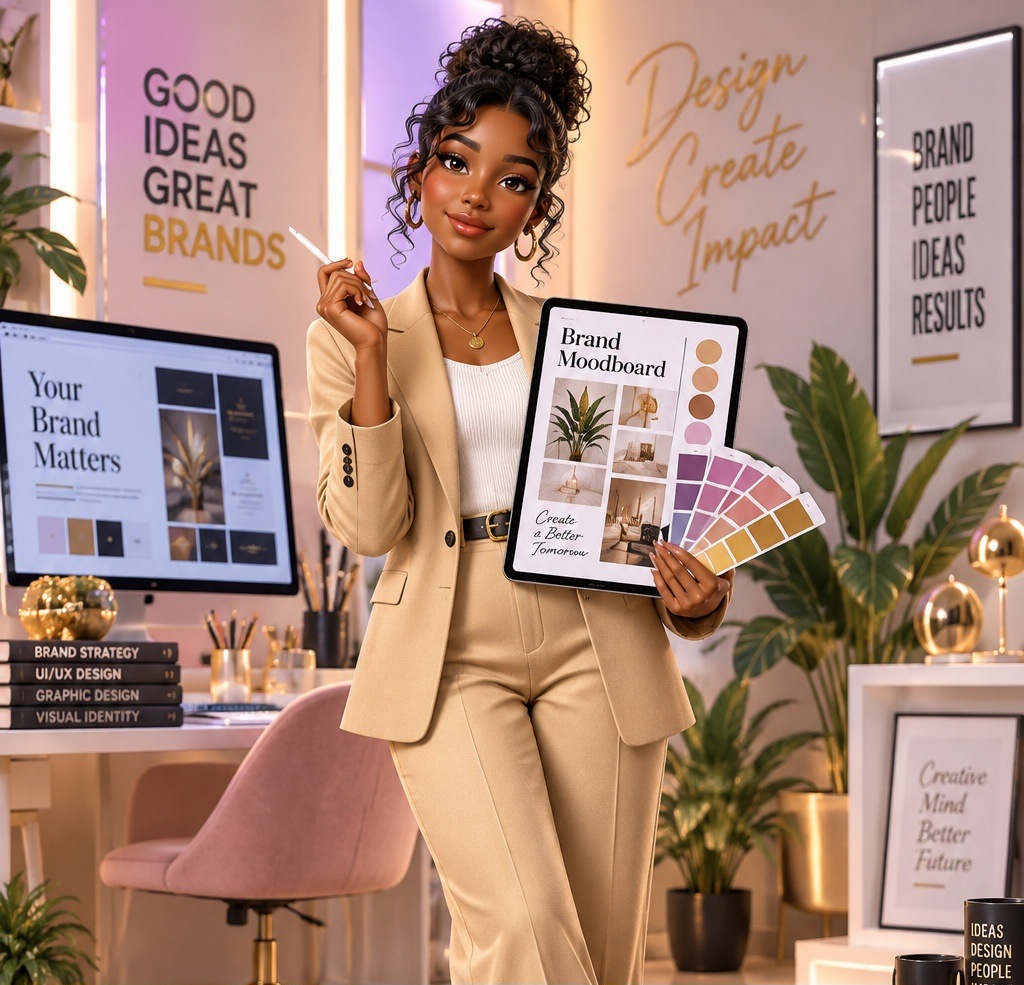 GOOD
IDEAS
GREAT
BRANDS
Design
Create
Impact
BRAND
PEOPLE
IDEAS
RESULTS
Your
Brand
Matters
Brand
Moodboard
Create
a Better
Tomorrow
BRAND STRATEGY
UI/UX DESIGN
GRAPHIC DESIGN
VISUAL IDENTITY
Creative
Mind
Better
Future
IDEAS
DESIGN
PEOPLE